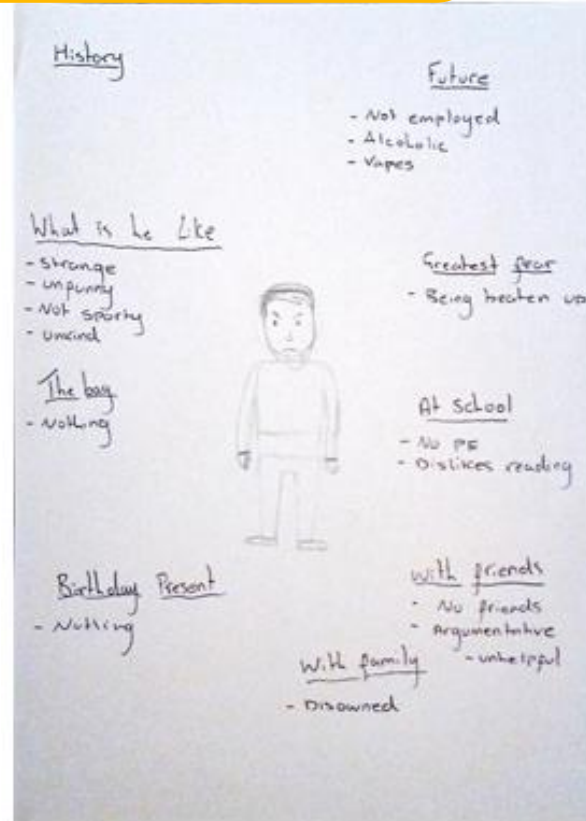 History
Future
- Not employed
- Alcoholic
- Vapes
What is he like
- strange
- unfunny
- Not sporty
- unkind
Greatest fear
- Being beaten up
The bag
- Nothing
At school
- No PE
- Dislikes reading
Birthday Present
- Nothing
With friends
- No friends
- Argumentative
- unhelpful
With family
- Disowned